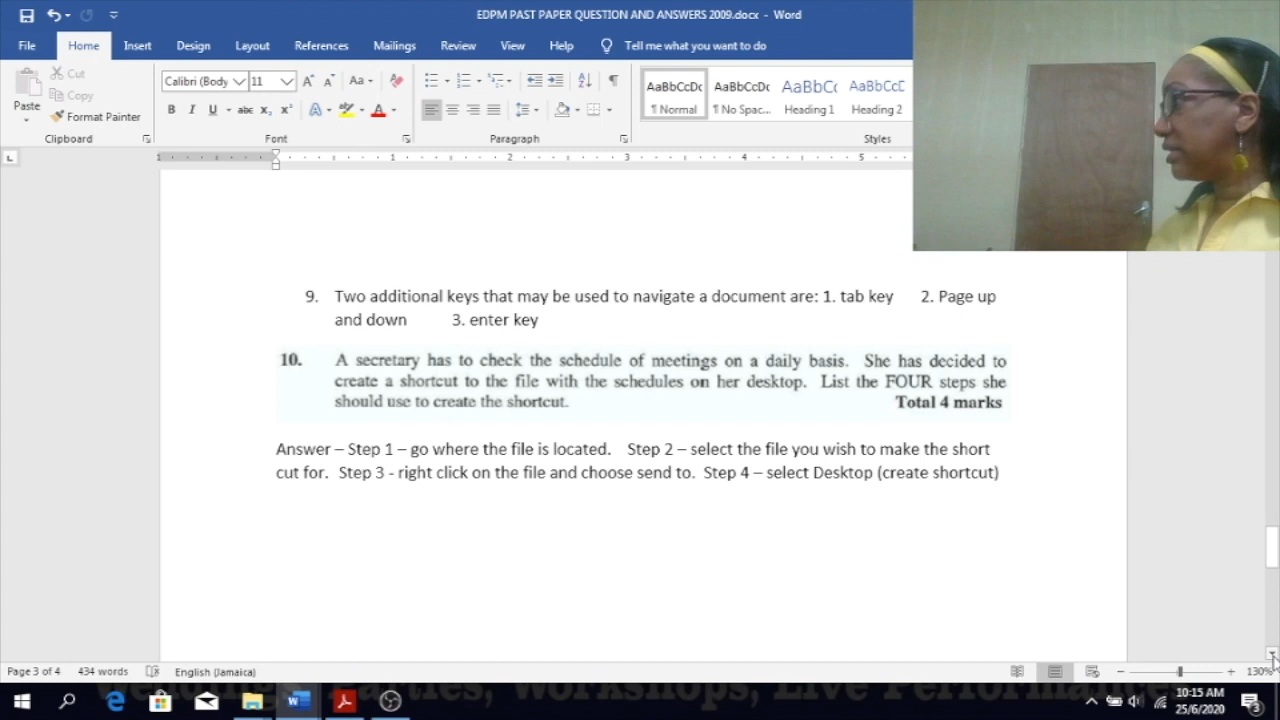 EDPM PAST PAPER QUESTION AND ANSWERS 2009.docx - Word
File Home Insert Design Layout References Mailings Review View Help Tell me what you want to do
Cut
Copy
Paste
Format Painter
Calibri (Body 11
AaBbCcDc AaBbCcDc AaBbCc AaBbCcD
¶ Normal ¶ No Spac... Heading 1 Heading 2
Clipboard Font Paragraph Styles
1 1 2 3 4 5
9. Two additional keys that may be used to navigate a document are: 1. tab key 2. Page up
and down 3. enter key
10. A secretary has to check the schedule of meetings on a daily basis. She has decided to
create a shortcut to the file with the schedules on her desktop. List the FOUR steps she
should use to create the shortcut. Total 4 marks
Answer – Step 1 – go where the file is located. Step 2 – select the file you wish to make the short
cut for. Step 3 - right click on the file and choose send to. Step 4 – select Desktop (create shortcut)
Page 3 of 4 434 words English (Jamaica) 130%
10:15 AM
25/6/2020